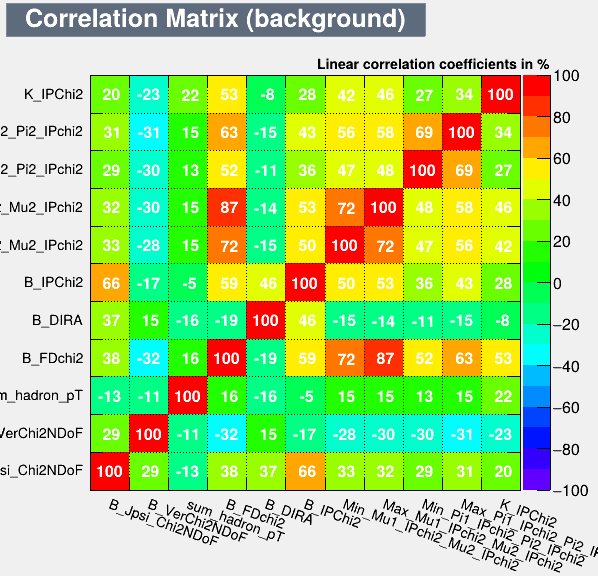 Correlation Matrix (background)
Linear correlation coefficients in %
K_IPChi2 20 -23 22 53 -8 28 42 46 27 34 100
2_Pi2_IPchi2 31 -31 15 63 -15 43 56 58 69 100 34
2_Pi2_IPchi2 29 -30 13 52 -11 36 47 48 100 69 27
_Mu2_IPchi2 32 -30 15 87 -14 53 72 100 48 58 46
_Mu2_IPchi2 33 -28 15 72 -15 50 100 72 47 56 42
B_IPChi2 66 -17 -5 59 46 100 50 53 36 43 28
B_DIRA 37 15 -16 -19 100 46 -15 -14 -11 -15 -8
B_FDchi2 38 -32 16 100 -19 59 72 87 52 63 53
m_hadron_pT -13 -11 100 16 -16 -5 15 15 13 15 22
VerChi2NDoF 29 100 -11 -32 15 -17 -28 -30 -30 -31 -23
si_Chi2NDoF 100 29 -13 38 37 66 33 32 29 31 20
100
80
60
40
20
0
−20
−40
−60
−80
−100
B_Jpsi_Chi2NDoF
B_VerChi2NDoF
sum_hadron_pT
B_FDchi2
B_DIRA
B_IPChi2
Min_Mu1_IPchi2_Mu2_IPchi2
Max_Mu1_IPchi2_Mu2_IPchi2
Min_Pi1_IPchi2_Pi2_IPchi2
Max_Pi1_IPchi2_Pi2_IP
K_IPChi2